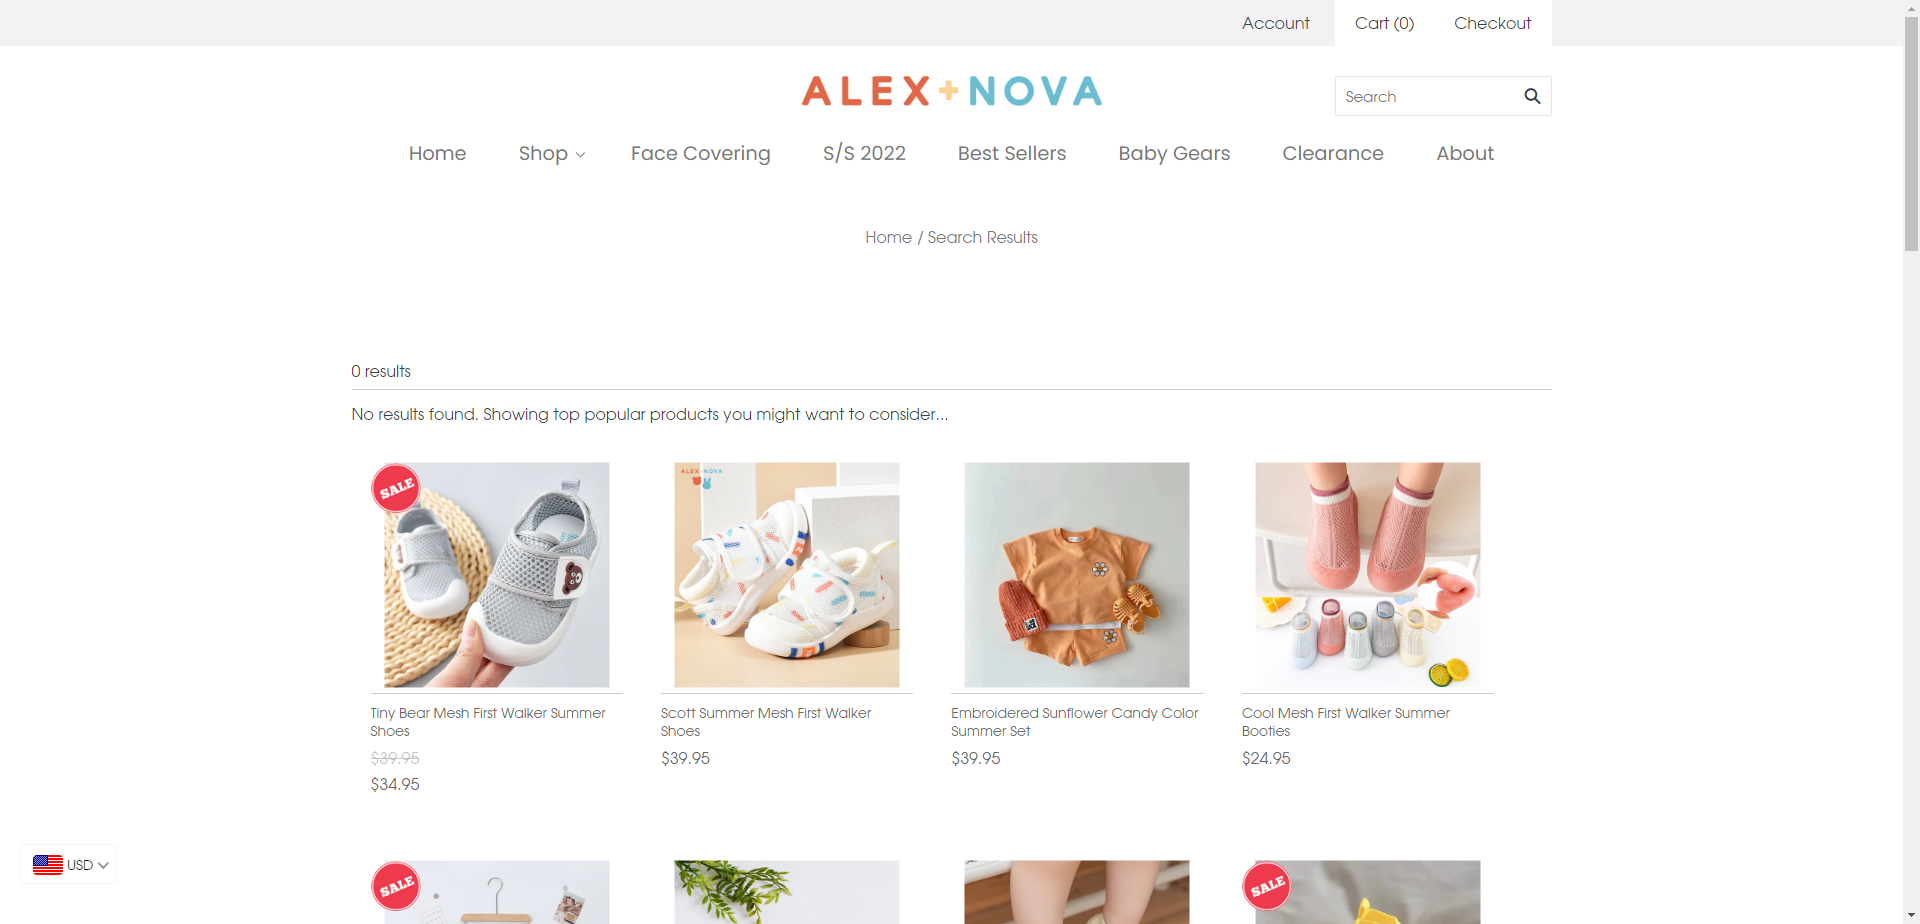 Account
Cart (0)
Checkout
ALEX+NOVA
Search
Home
Shop
Face Covering
S/S 2022
Best Sellers
Baby Gears
Clearance
About
Home / Search Results
0 results
No results found. Showing top popular products you might want to consider...
SALE
ALEX+NOVA
Tiny Bear Mesh First Walker Summer
Shoes
$39.95
$34.95
Scott Summer Mesh First Walker
Shoes
$39.95
Embroidered Sunflower Candy Color
Summer Set
$39.95
Cool Mesh First Walker Summer
Booties
$24.95
USD
SALE
SALE